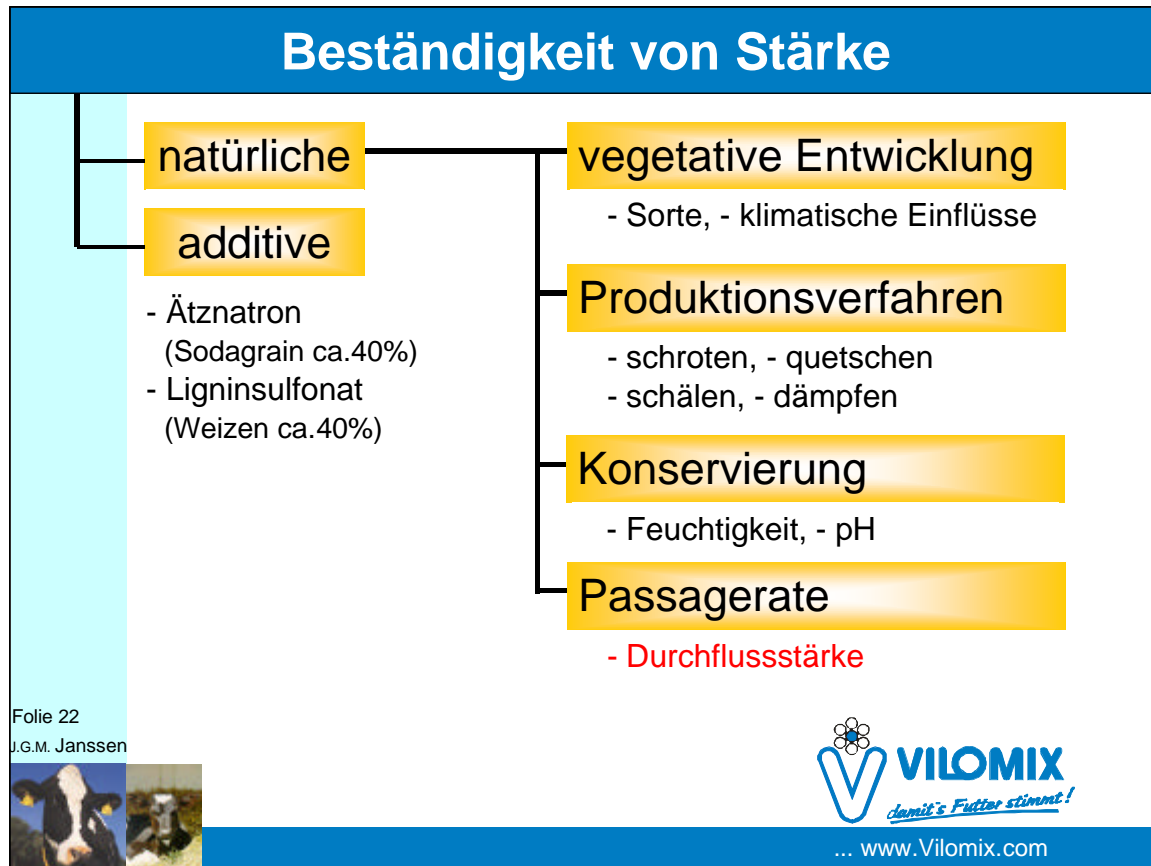 Beständigkeit von Stärke
natürliche
additive
- Ätznatron
(Sodagrain ca.40%)
- Ligninsulfonat
(Weizen ca.40%)
vegetative Entwicklung
- Sorte, - klimatische Einflüsse
Produktionsverfahren
- schroten, - quetschen
- schälen, - dämpfen
Konservierung
- Feuchtigkeit, - pH
Passagerate
- Durchflussstärke
Folie 22
J.G.M. Janssen
V VILOMIX
damit's Futter stimmt!
... www.Vilomix.com